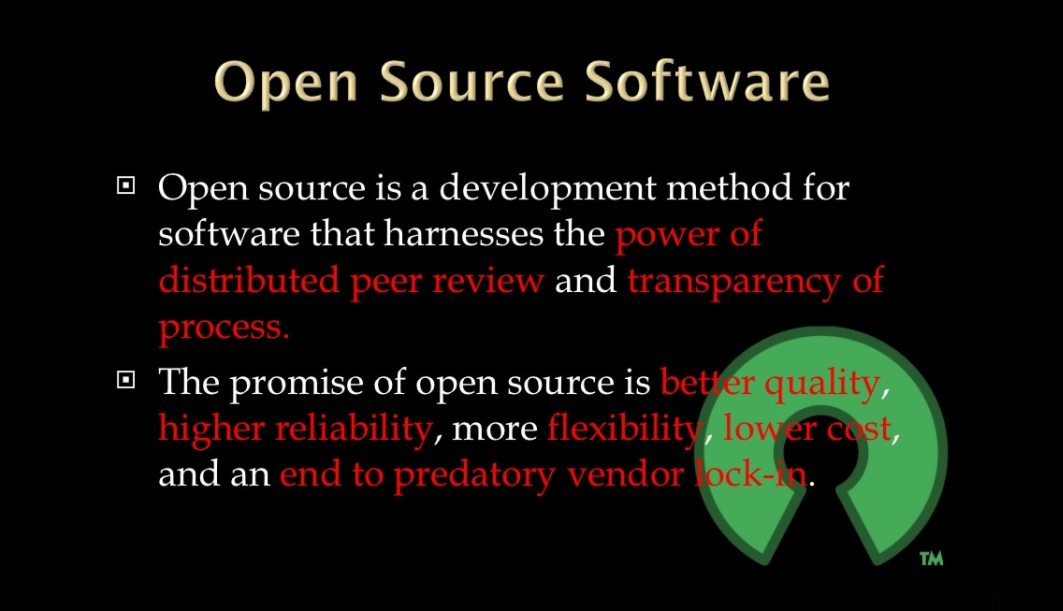 Open Source Software
Open source is a development method for
software that harnesses the power of
distributed peer review and transparency of
process.
The promise of open source is better quality,
higher reliability, more flexibility, lower cost,
and an end to predatory vendor lock-in.
TM